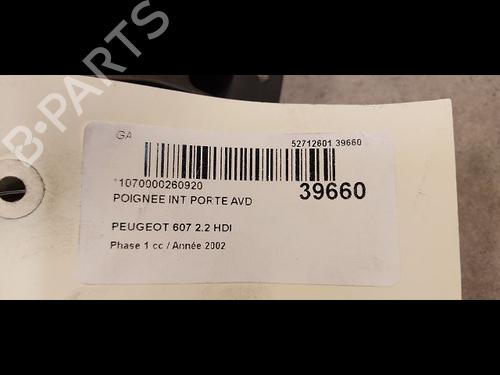 B-PARTS
GA
52712601 39660
*1070000260920
39660
POIGNEE INT PORTE AVD
PEUGEOT 607 2.2 HDI
Phase 1 cc / Année 2002